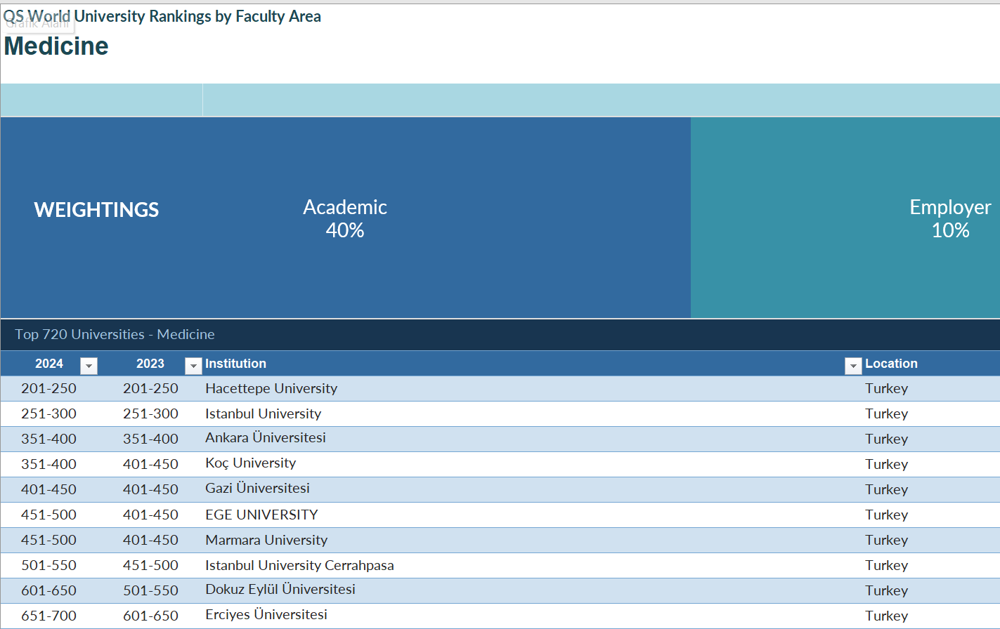 QS World University Rankings by Faculty Area
Grafik Alanı
Medicine
WEIGHTINGS
Academic
40%
Employer
10%
Top 720 Universities - Medicine
2024 2023 Institution Location
201-250 201-250 Hacettepe University Turkey
251-300 251-300 Istanbul University Turkey
351-400 351-400 Ankara Üniversitesi Turkey
351-400 401-450 Koç University Turkey
401-450 401-450 Gazi Üniversitesi Turkey
451-500 401-450 EGE UNIVERSITY Turkey
451-500 401-450 Marmara University Turkey
501-550 451-500 Istanbul University Cerrahpasa Turkey
601-650 501-550 Dokuz Eylül Üniversitesi Turkey
651-700 601-650 Erciyes Üniversitesi Turkey